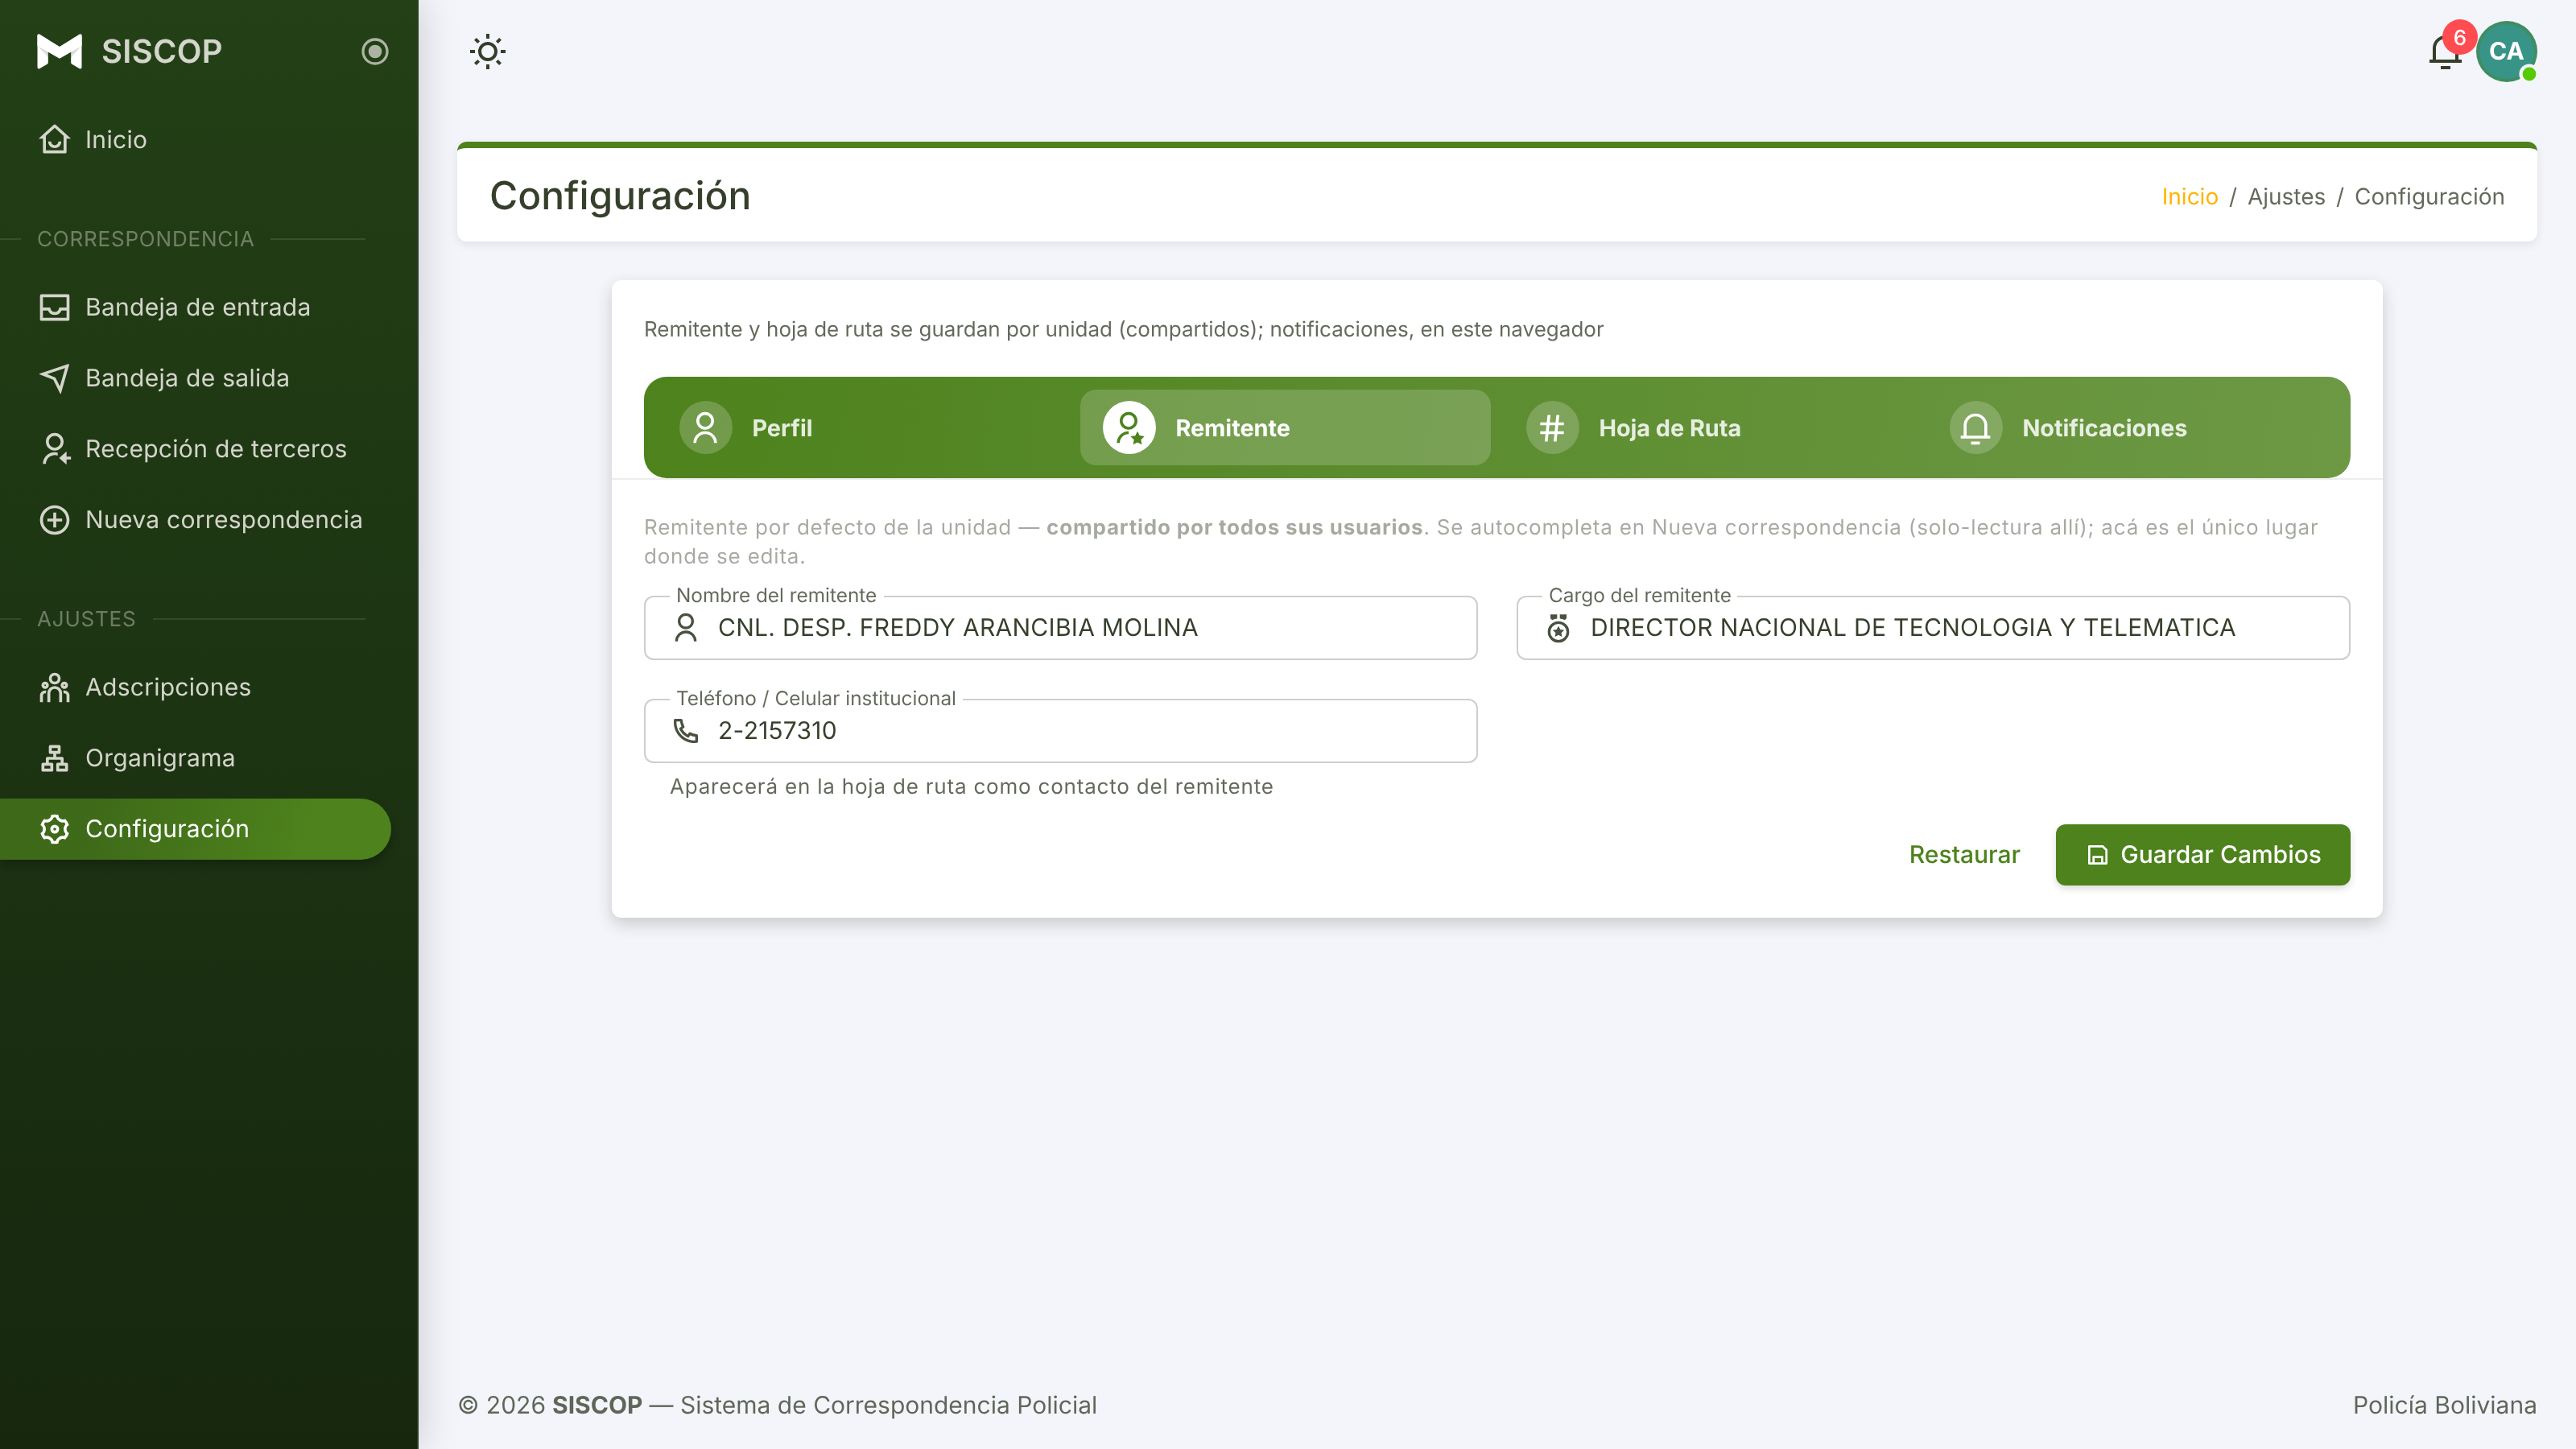 SISCOP
6
CA
Inicio
CORRESPONDENCIA
Bandeja de entrada
Bandeja de salida
Recepción de terceros
Nueva correspondencia
AJUSTES
Adscripciones
Organigrama
Configuración
Configuración
Inicio / Ajustes / Configuración
Remitente y hoja de ruta se guardan por unidad (compartidos); notificaciones, en este navegador
Perfil
Remitente
Hoja de Ruta
Notificaciones
Remitente por defecto de la unidad — compartido por todos sus usuarios. Se autocompleta en Nueva correspondencia (solo-lectura allí); acá es el único lugar
donde se edita.
Nombre del remitente
CNL. DESP. FREDDY ARANCIBIA MOLINA
Cargo del remitente
DIRECTOR NACIONAL DE TECNOLOGIA Y TELEMATICA
Teléfono / Celular institucional
2-2157310
Aparecerá en la hoja de ruta como contacto del remitente
Restaurar
Guardar Cambios
© 2026 SISCOP — Sistema de Correspondencia Policial
Policía Boliviana